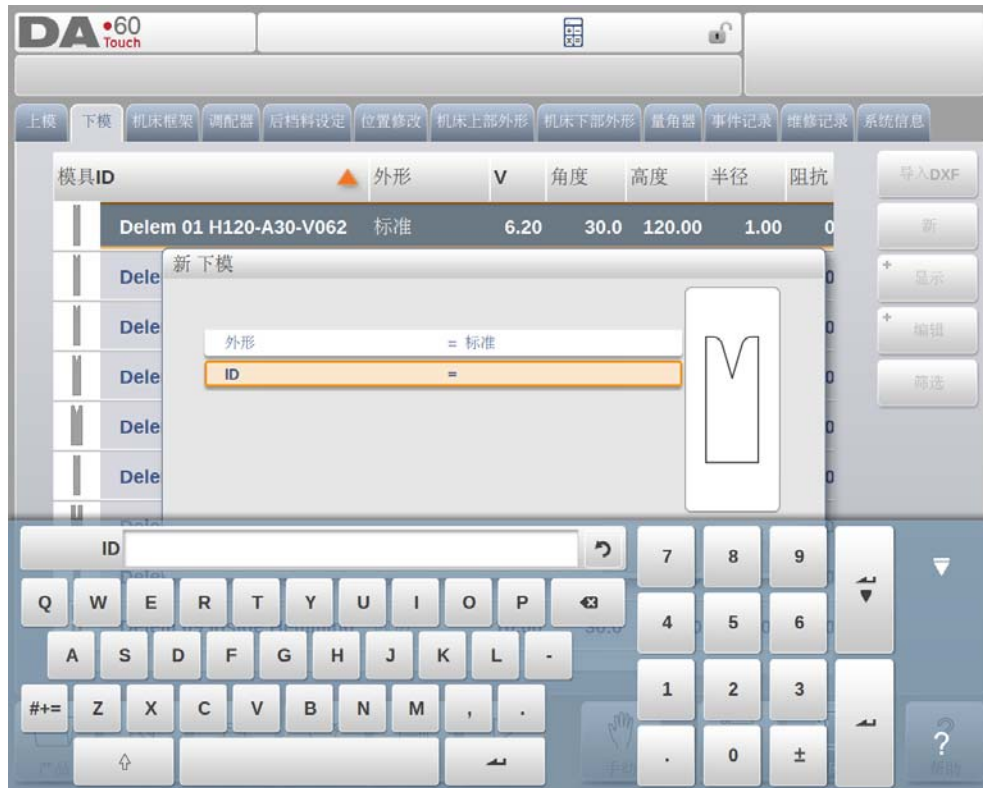 DA 60
Touch
上模 下模 机床框架 调配器 后档料设定 位置修改 机床上部外形 机床下部外形 量角器 事件记录 维修记录 系统信息
模具ID 外形 V 角度 高度 半径 阻抗
导入DXF
Delem 01 H120-A30-V062 标准 6.20 30.0 120.00 1.00 0
新
新 下模
Dele 0
显示
Dele 0
编辑
外形 = 标准
ID =
Dele 0
筛选
Dele 0
Dele 0
ID
7 8 9
Q W E R T Y U I O P
4 5 6
A S D F G H J K L -
1 2 3
#+= Z X C V B N M , .
. 0 ±
?
帮助